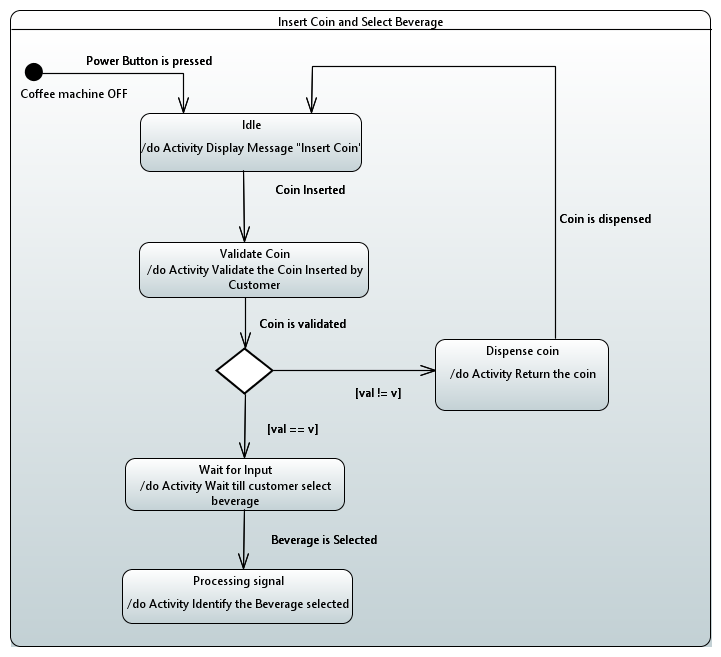 Insert Coin and Select Beverage
Power Button is pressed
Coffee machine OFF
Idle
/do Activity Display Message "Insert Coin"
Coin Inserted
Coin is dispensed
Validate Coin
/do Activity Validate the Coin Inserted by
Customer
Coin is validated
Dispense coin
/do Activity Return the coin
[val != v]
[val == v]
Wait for Input
/do Activity Wait till customer select
beverage
Beverage is Selected
Processing signal
/do Activity Identify the Beverage selected